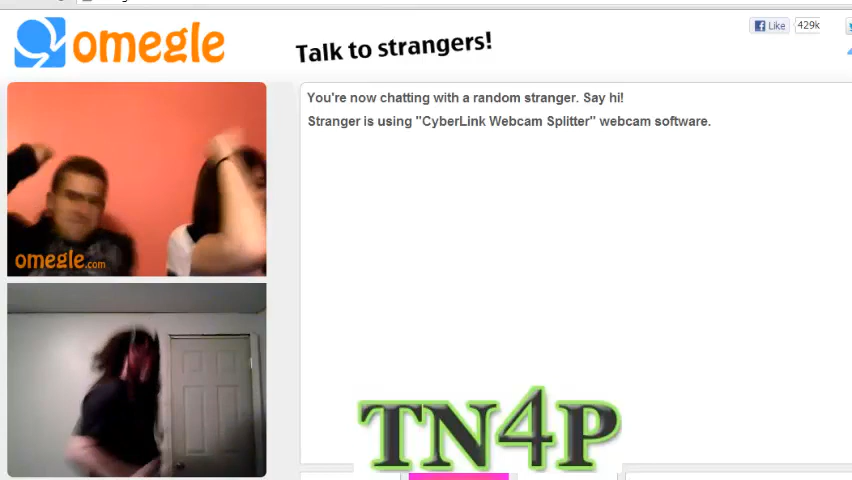 omegle
Talk to strangers!
Like
429k
You're now chatting with a random stranger. Say hi!
Stranger is using "CyberLink Webcam Splitter" webcam software.
omegle.com
TN4P